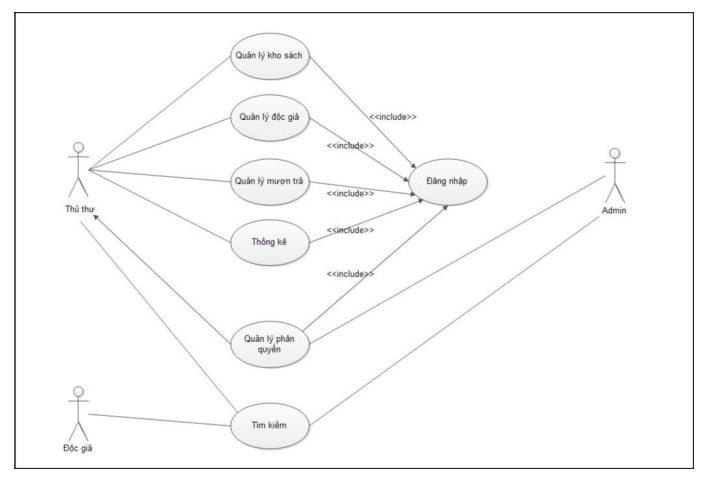 Quản lý kho sách
<<include>>
Quản lý độc giả
<<include>>
Quản lý mượn trả
Đăng nhập
<<include>>
Thủ thư
Admin
Thống kê
<<include>>
<<include>>
Quản lý phân
quyền
Tìm kiếm
Độc giả